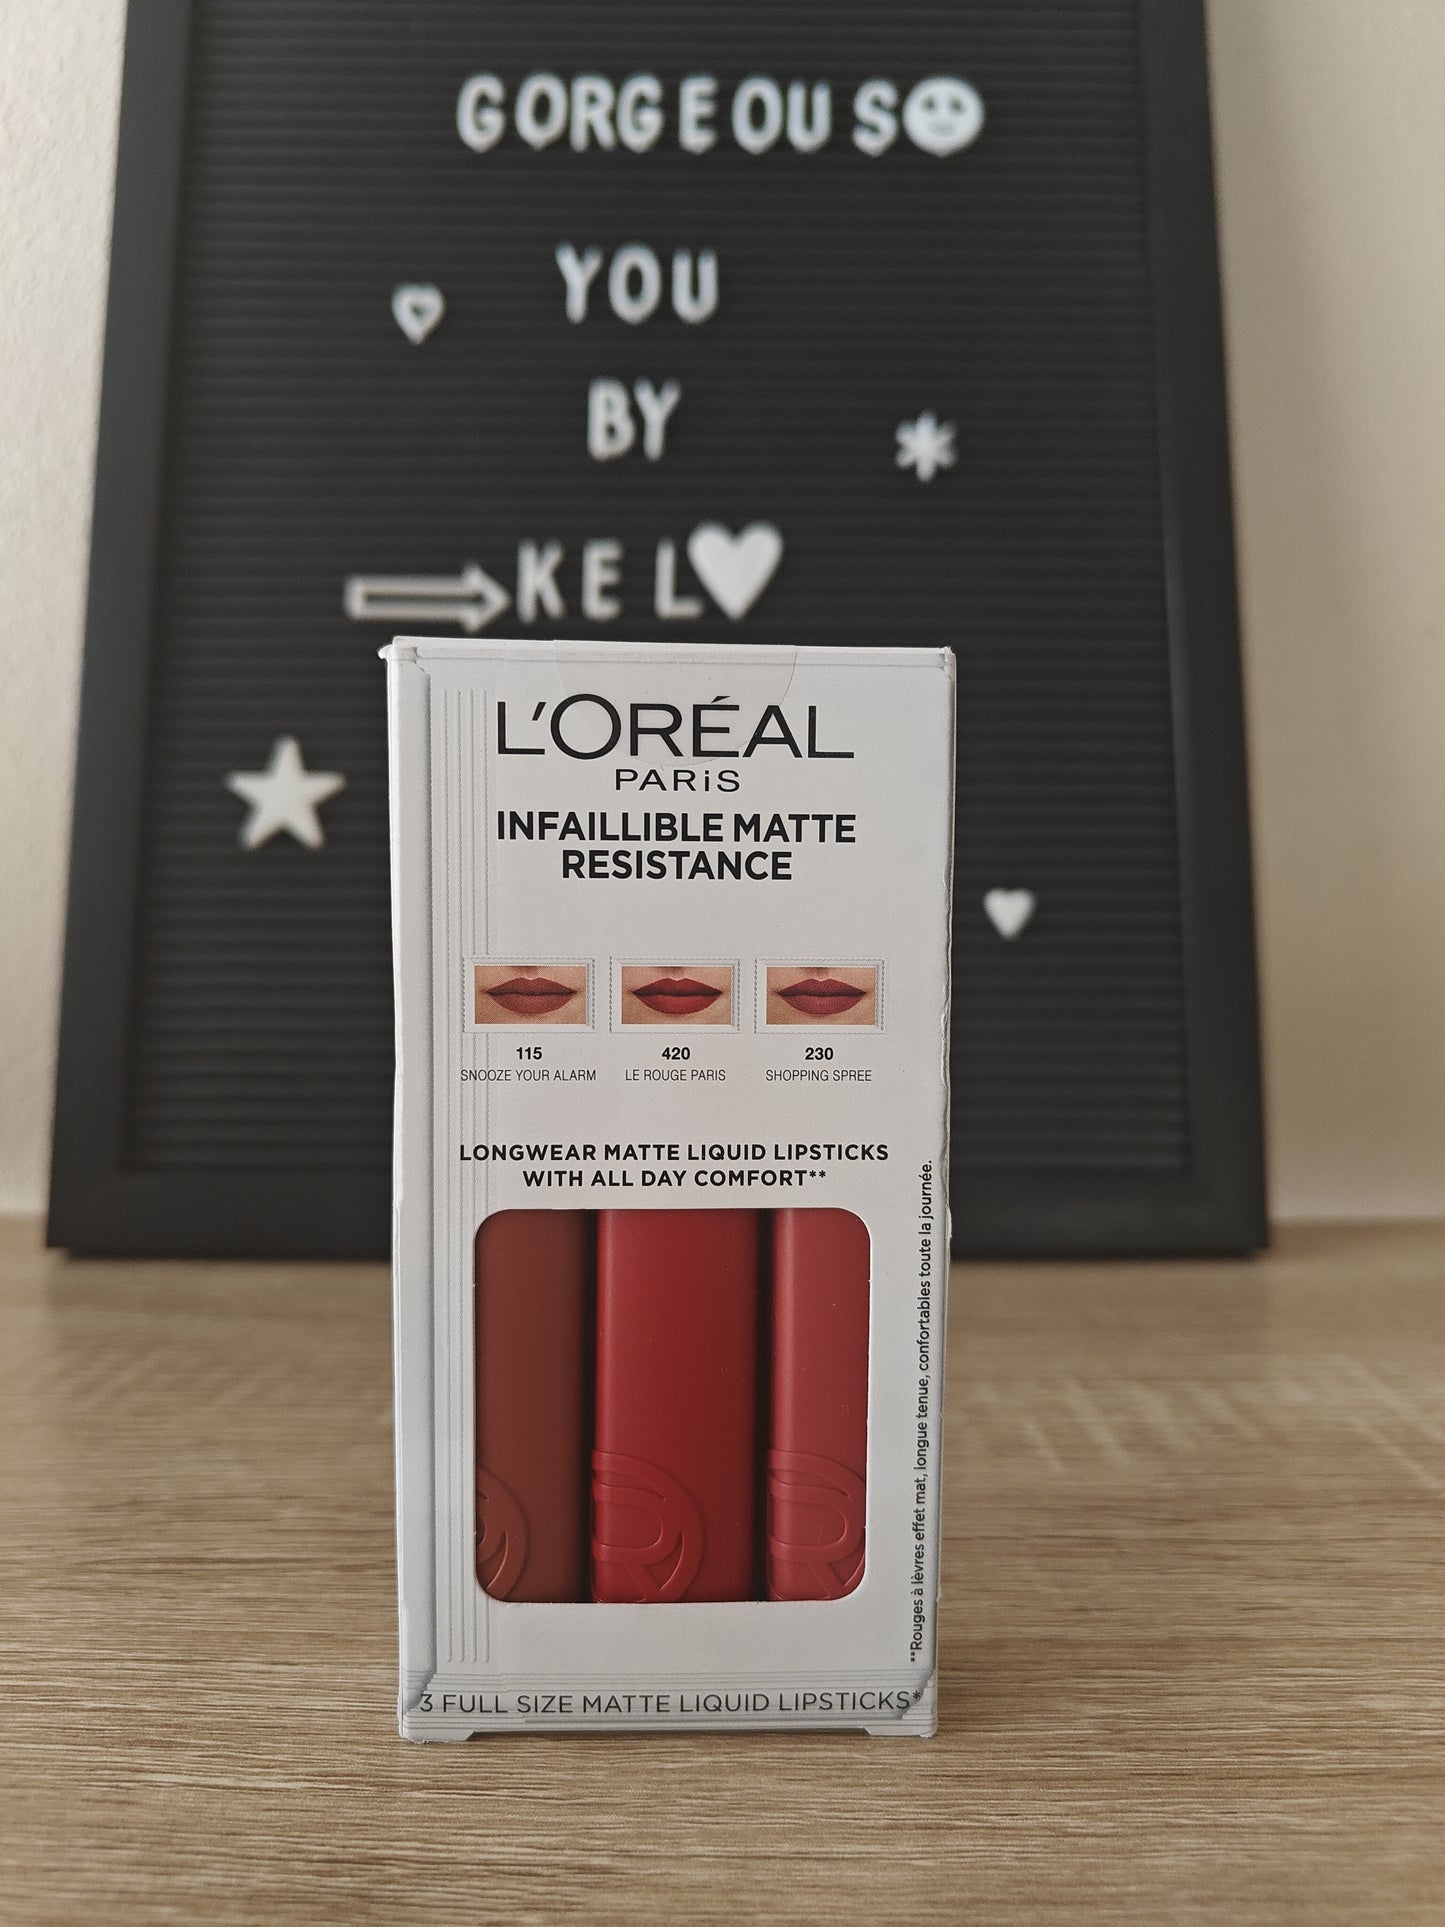 GORGEOUS
YOU
BY
KEL
L'ORÉAL
PARiS
INFAILLIBLE MATTE
RESISTANCE
115
SNOOZE YOUR ALARM
420
LE ROUGE PARIS
230
SHOPPING SPREE
LONGWEAR MATTE LIQUID LIPSTICKS
WITH ALL DAY COMFORT**
**Rouges à lèvres effet mat, longue tenue, confortables toute la journée.
3 FULL SIZE MATTE LIQUID LIPSTICKS*